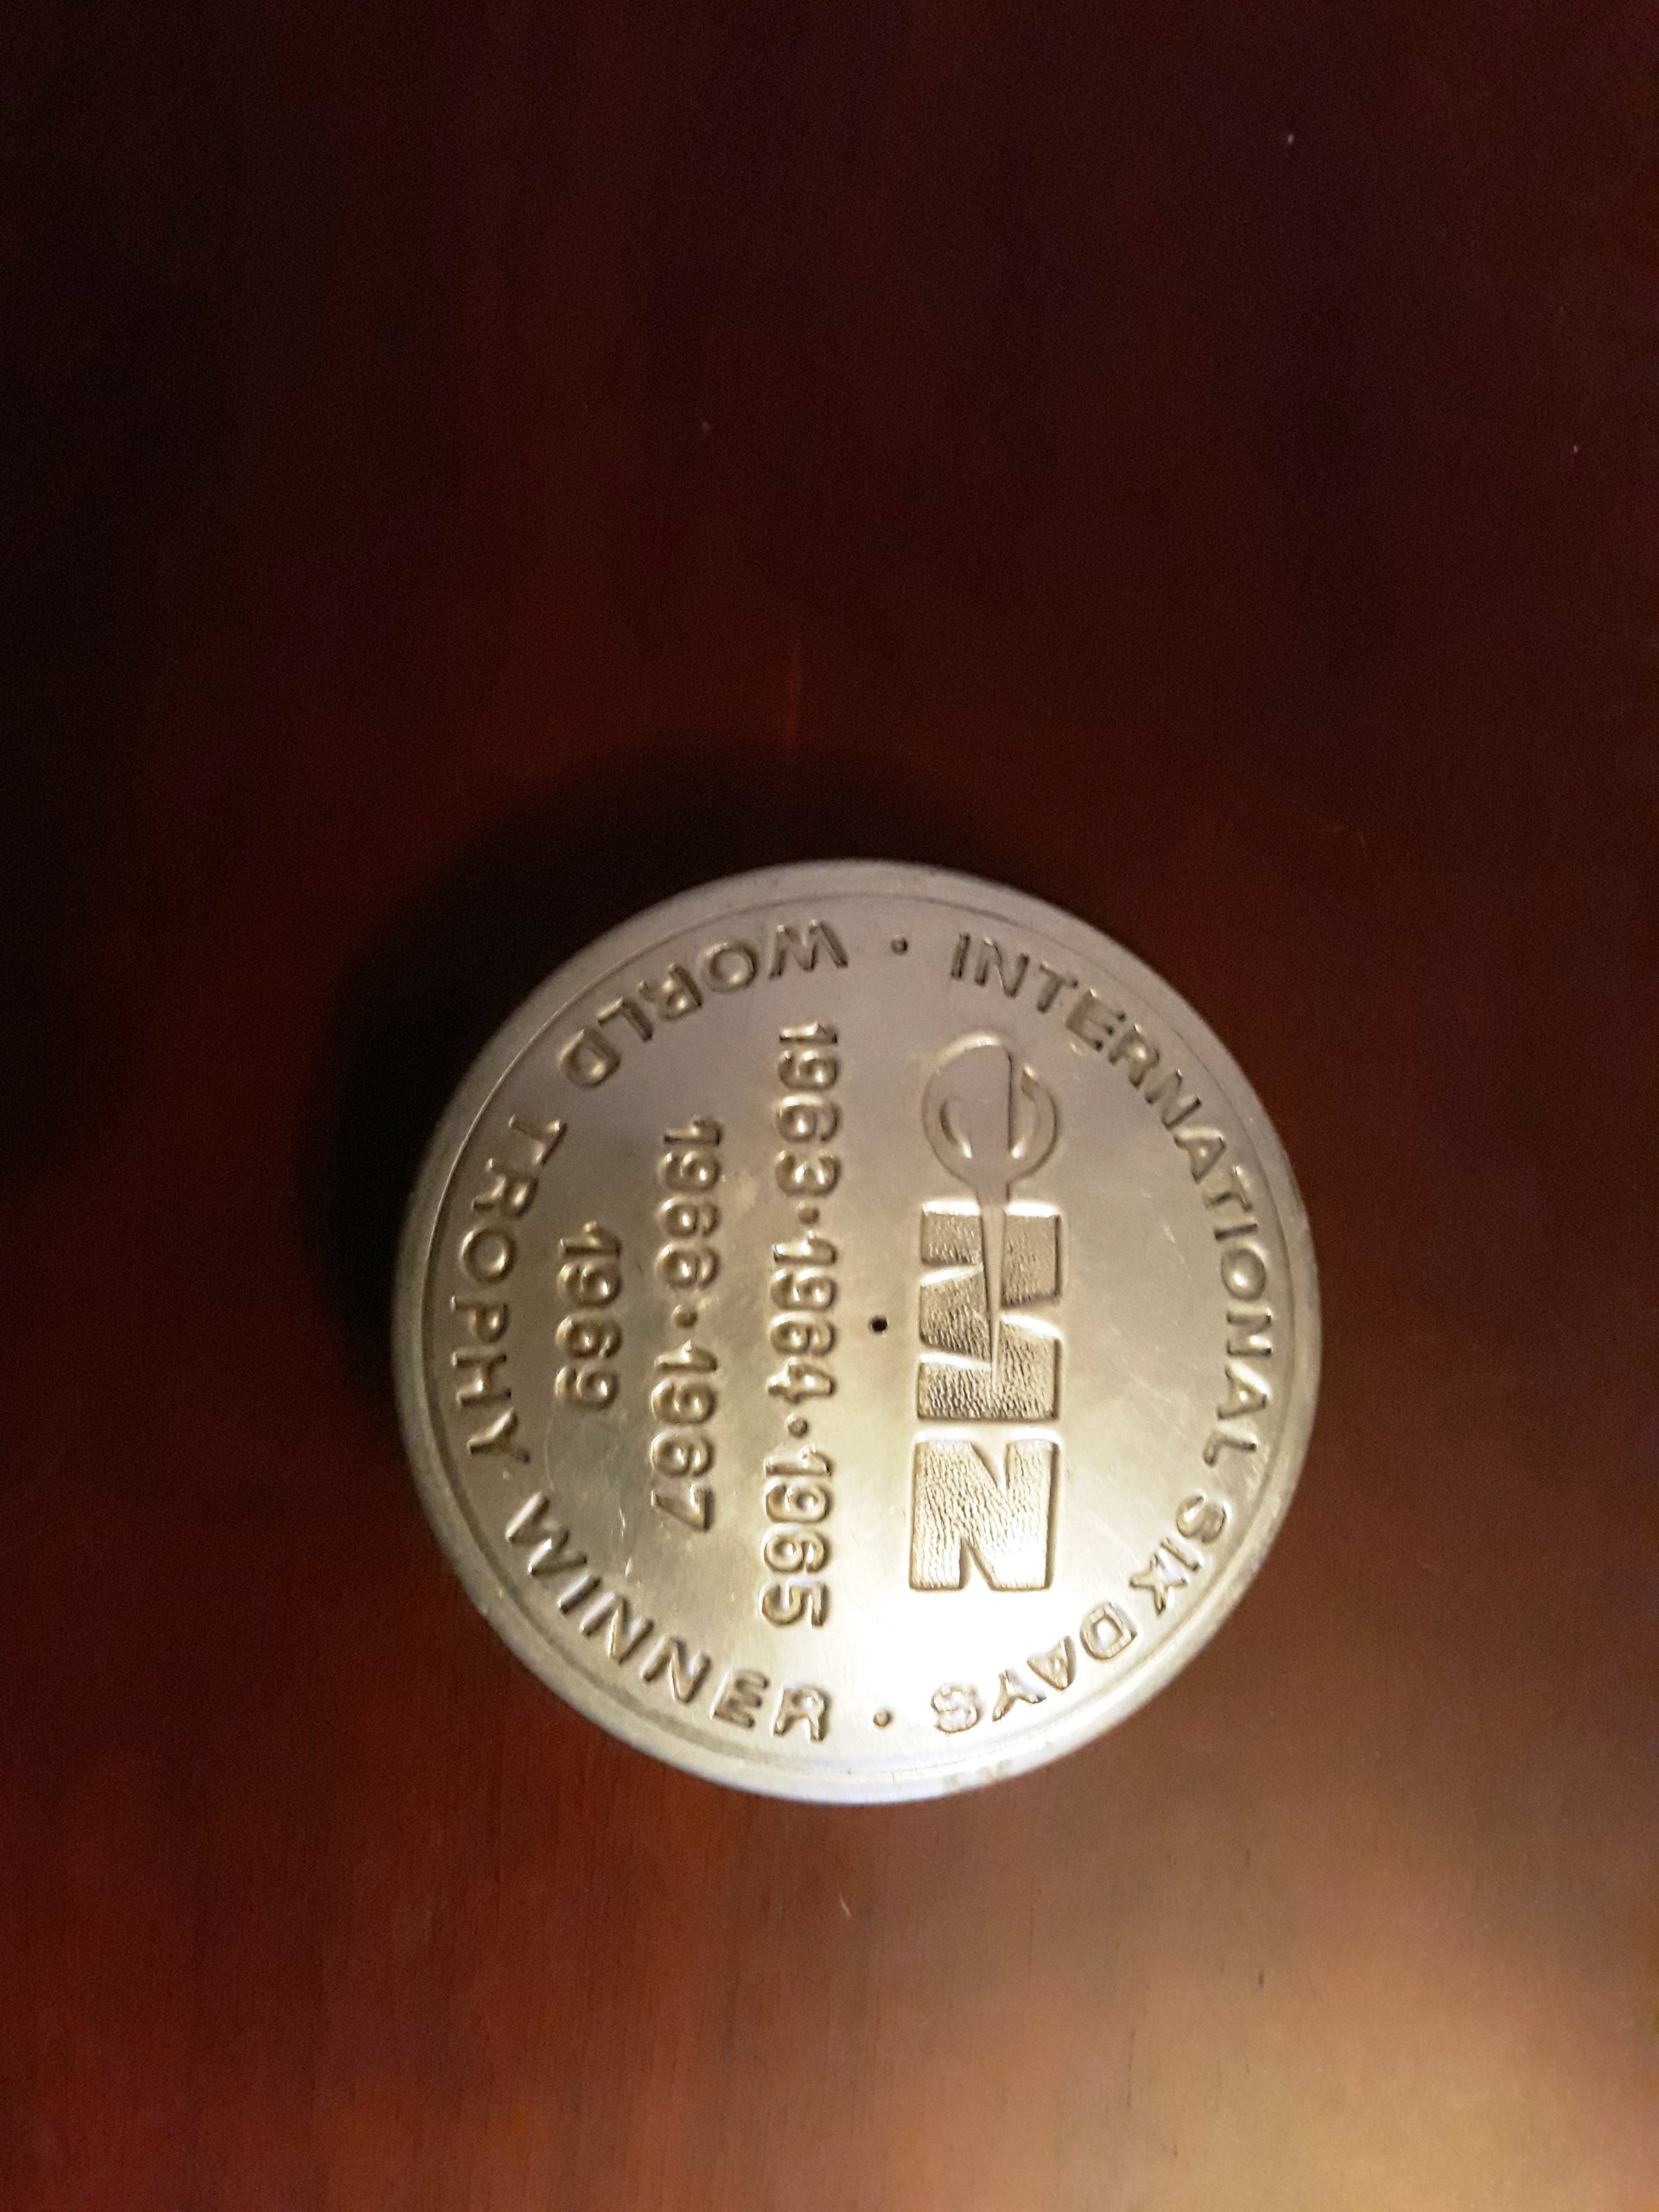 INTERNATIONAL SIX DAYS
MZ
1963·1964·1965
1966·1967
1969
· WORLD TROPHY WINNER ·